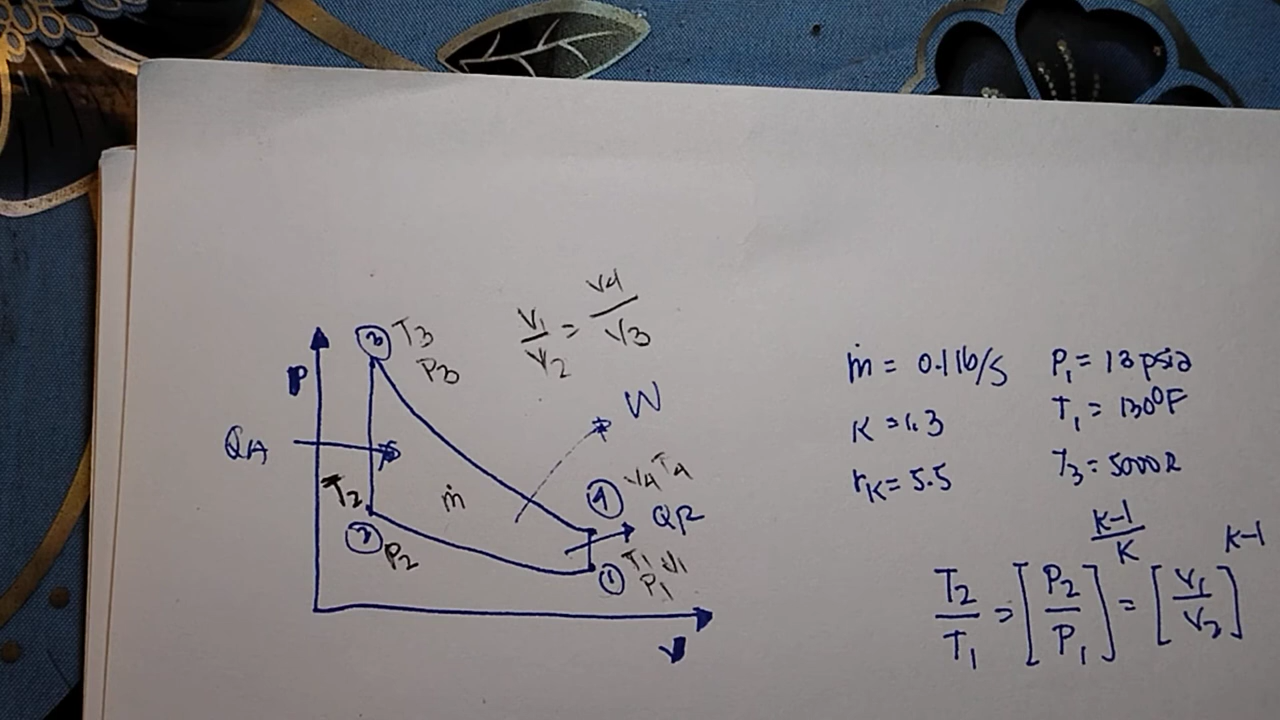 V1/V2 = V4/V3
③ T3
P3
P
W
QA
T2
ṁ
④ V4 T4
QR
② P2
① T1 V1
P1
V
ṁ = 0.1 lb/s
K = 1.3
rK = 5.5
P1 = 13 psia
T1 = 130°F
T3 = 5000R
T2/T1 = [P2/P1]^(K-1/K) = [V1/V2]^(K-1)